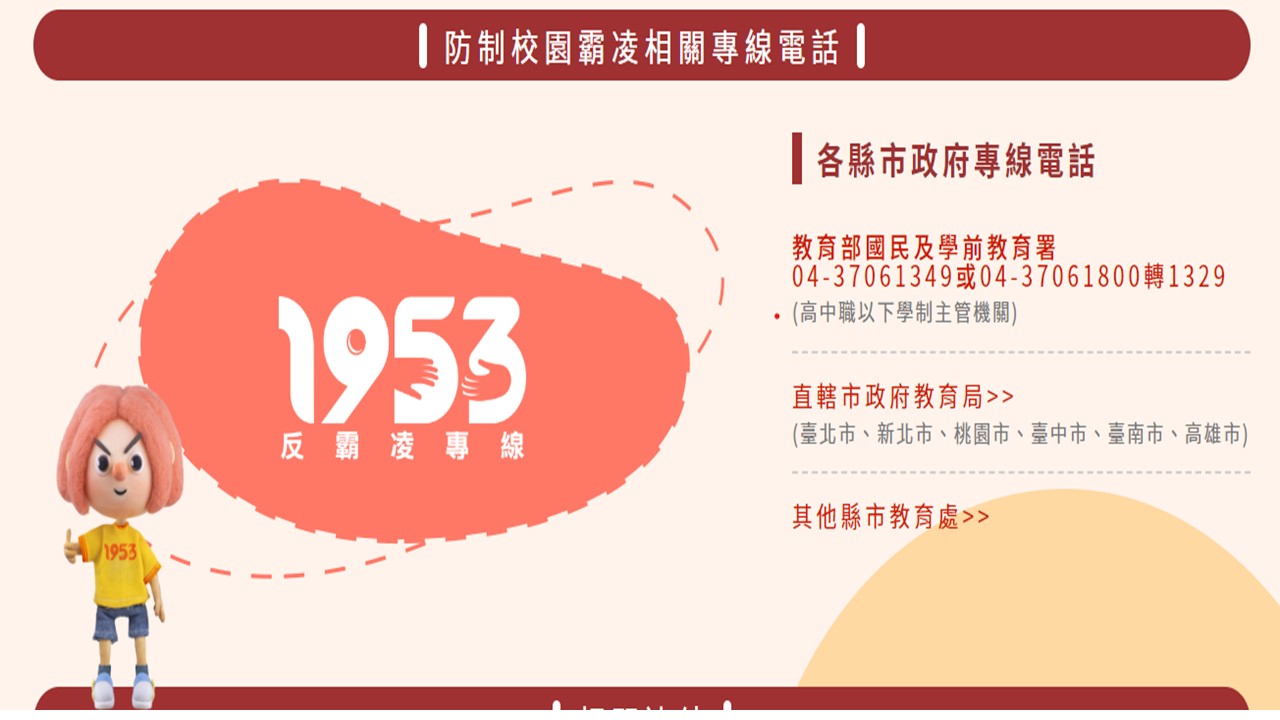 防制校園霸凌相關專線電話
1953
反霸凌專線
1953
各縣市政府專線電話
教育部國民及學前教育署
04-37061349或04-37061800轉1329
(高中職以下學制主管機關)
直轄市政府教育局>>
(臺北市、新北市、桃園市、臺中市、臺南市、高雄市)
其他縣市教育處>>